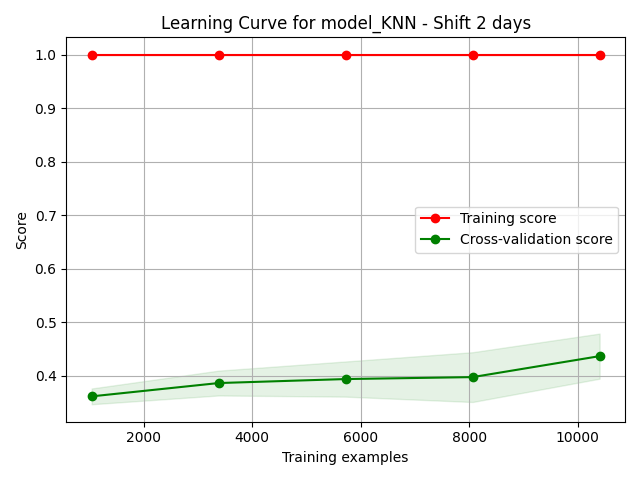 Learning Curve for model_KNN - Shift 2 days
1.0
0.9
0.8
0.7
0.6
0.5
0.4
Score
Training score
Cross-validation score
2000 4000 6000 8000 10000
Training examples